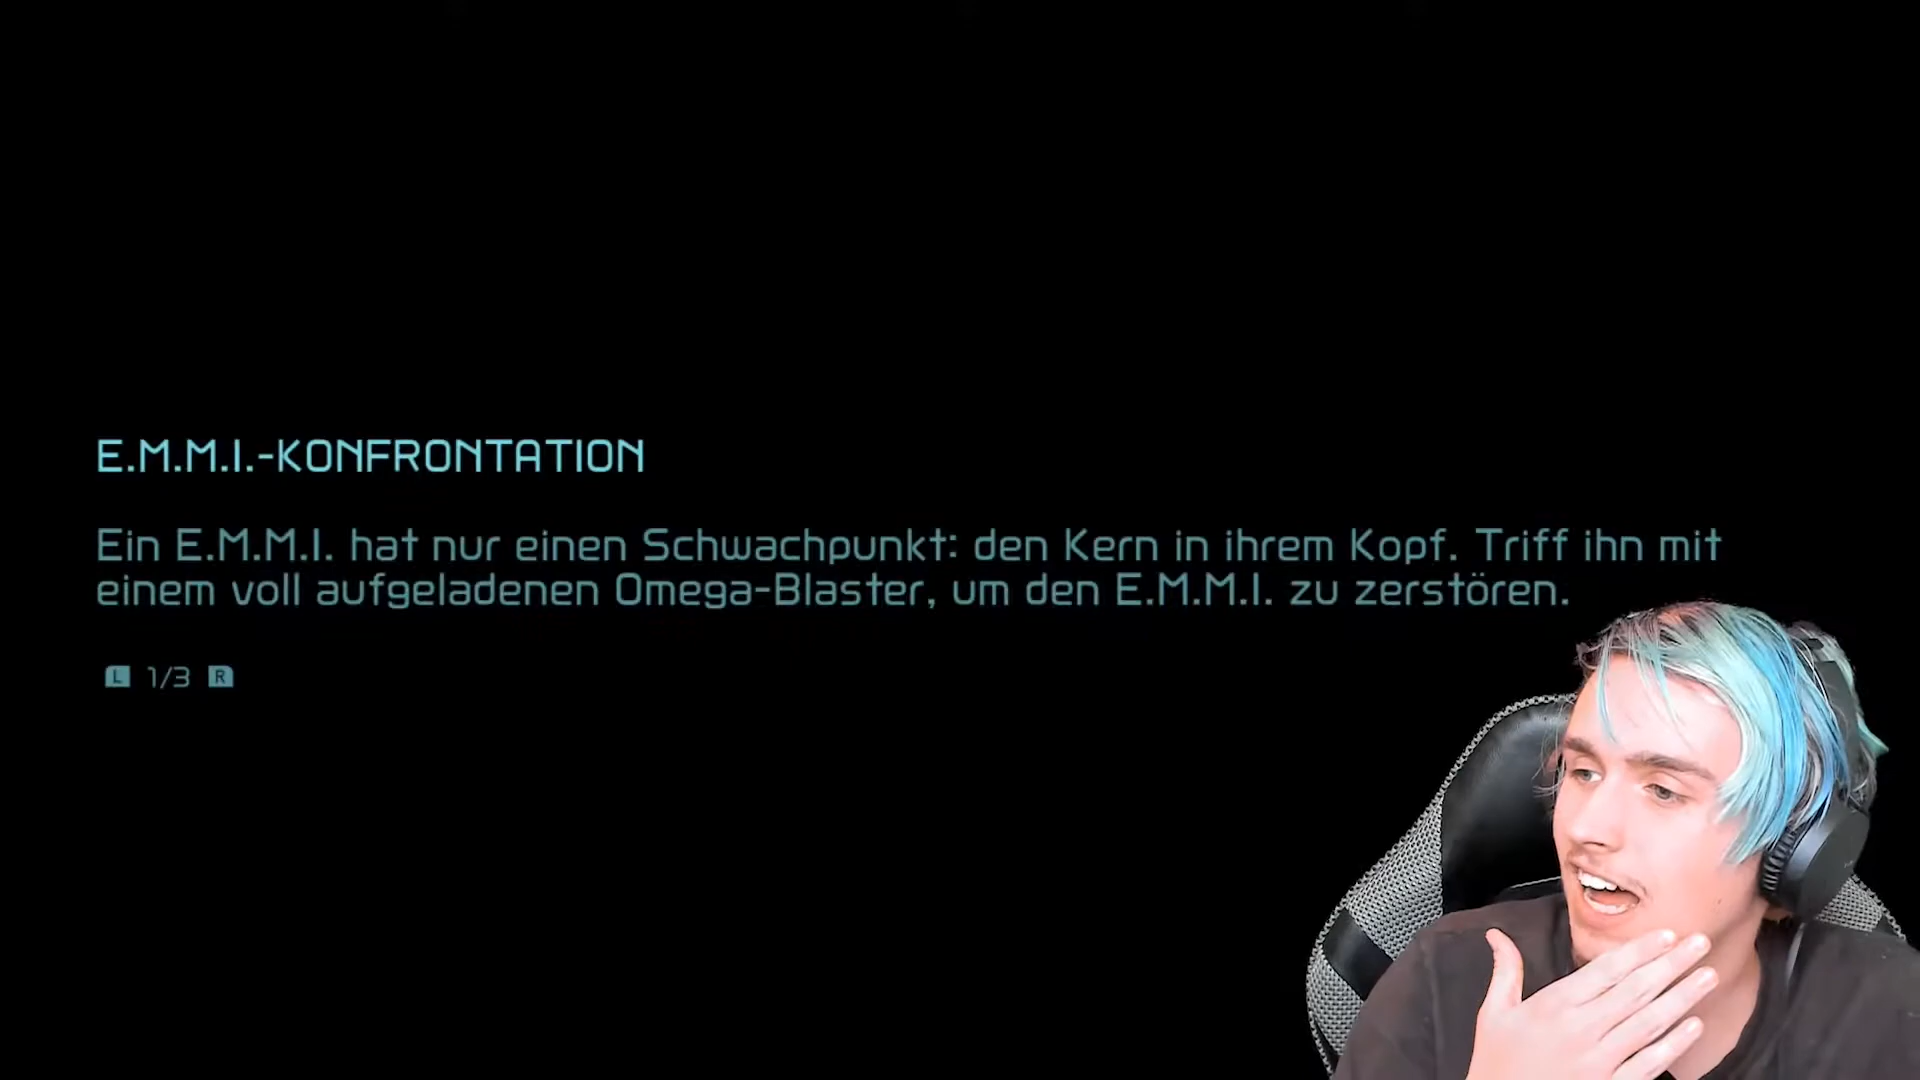 E.M.M.I.-KONFRONTATION
Ein E.M.M.I. hat nur einen Schwachpunkt: den Kern in ihrem Kopf. Triff ihn mit
einem voll aufgeladenen Omega-Blaster, um den E.M.M.I. zu zerstören.
L 1/3 R